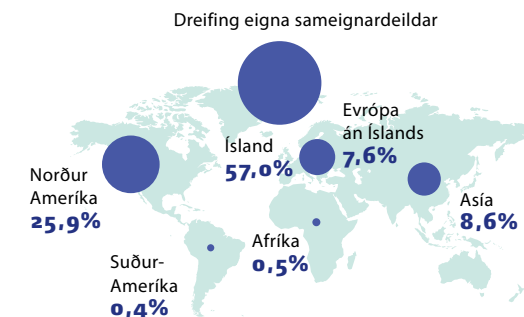 Dreifing eigna sameignardeildar
Evrópa
án Íslands
7,6%
Ísland
57,0%
Norður
Ameríka
25,9%
Asía
8,6%
Afríka
0,5%
Suður-
Ameríka
0,4%